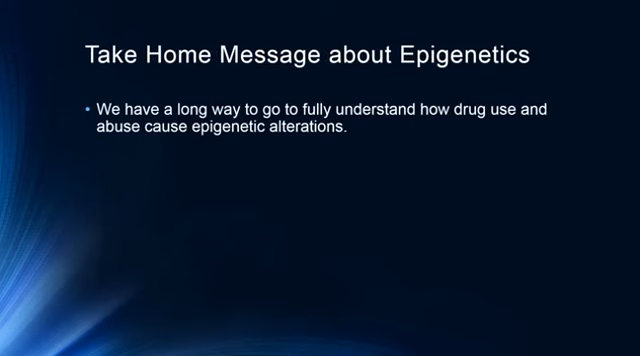 Take Home Message about Epigenetics
• We have a long way to go to fully understand how drug use and
abuse cause epigenetic alterations.